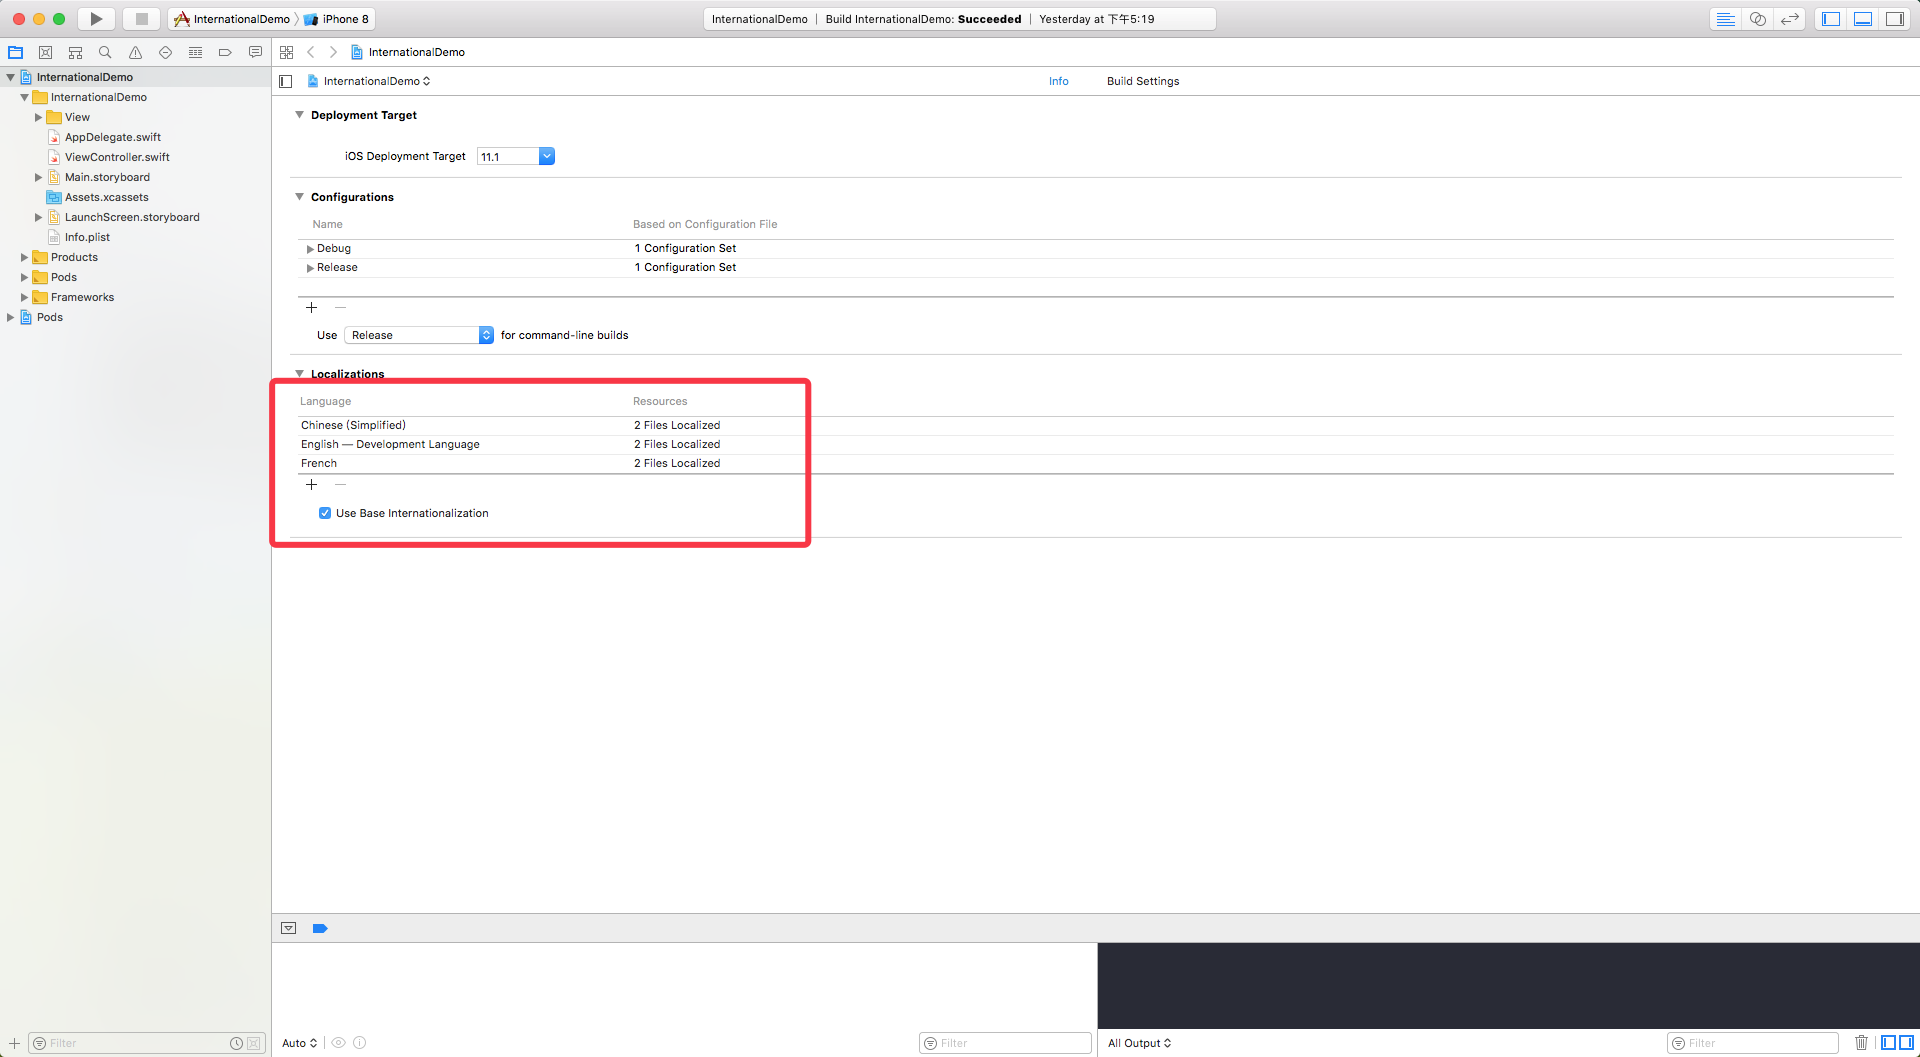 InternationalDemo iPhone 8 InternationalDemo | Build InternationalDemo: Succeeded | Yesterday at 下午5:19
InternationalDemo
InternationalDemo
InternationalDemo Info Build Settings
InternationalDemo
View
AppDelegate.swift
ViewController.swift
Main.storyboard
Assets.xcassets
LaunchScreen.storyboard
Info.plist
Products
Pods
Frameworks
Pods
Deployment Target
iOS Deployment Target 11.1
Configurations
Name Based on Configuration File
Debug 1 Configuration Set
Release 1 Configuration Set
Use Release for command-line builds
Localizations
Language Resources
Chinese (Simplified) 2 Files Localized
English — Development Language 2 Files Localized
French 2 Files Localized
Use Base Internationalization
Filter Auto Filter All Output Filter